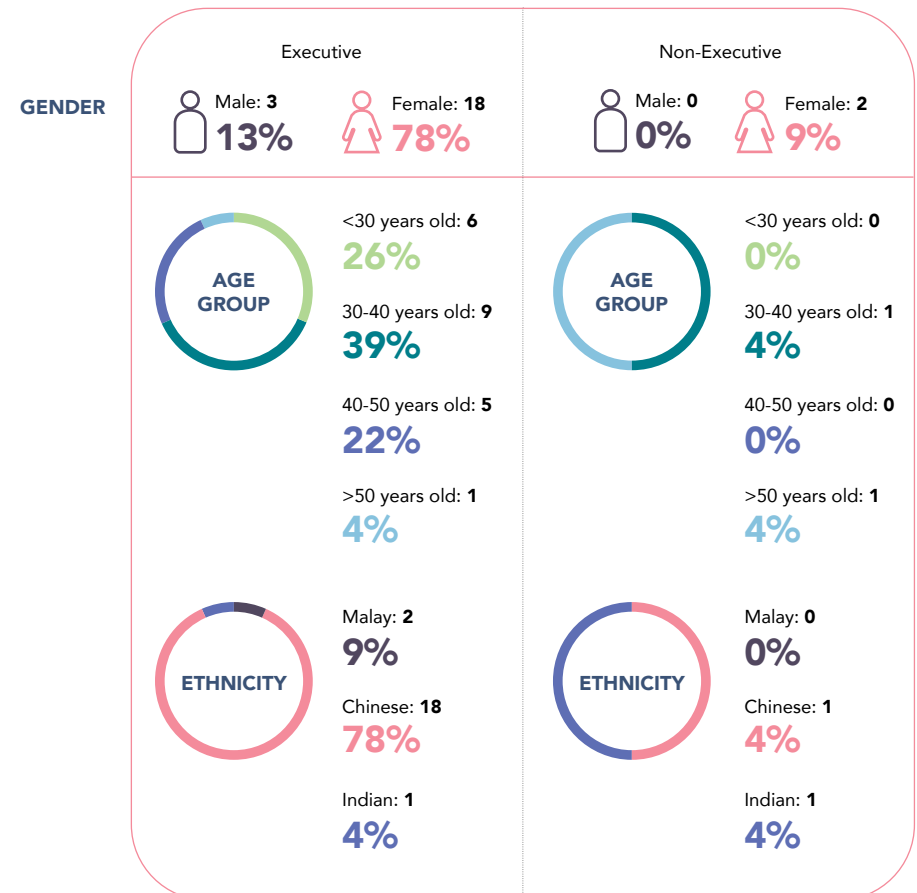 Executive
Non-Executive
GENDER
Male: 3
13%
Female: 18
78%
Male: 0
0%
Female: 2
9%
AGE
GROUP
<30 years old: 6
26%
30-40 years old: 9
39%
40-50 years old: 5
22%
>50 years old: 1
4%
AGE
GROUP
<30 years old: 0
0%
30-40 years old: 1
4%
40-50 years old: 0
0%
>50 years old: 1
4%
ETHNICITY
Malay: 2
9%
Chinese: 18
78%
Indian: 1
4%
ETHNICITY
Malay: 0
0%
Chinese: 1
4%
Indian: 1
4%